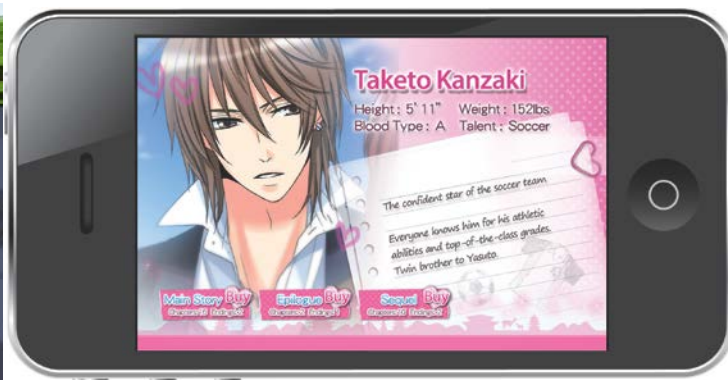 Taketo Kanzaki
Height : 5' 11" Weight : 152lbs
Blood Type : A Talent : Soccer
The confident star of the soccer team
Everyone knows him for his athletic
abilities and top-of-the-class grades.
Twin brother to Yasuto.
Main Story Buy Epilogue Buy Sequel Buy